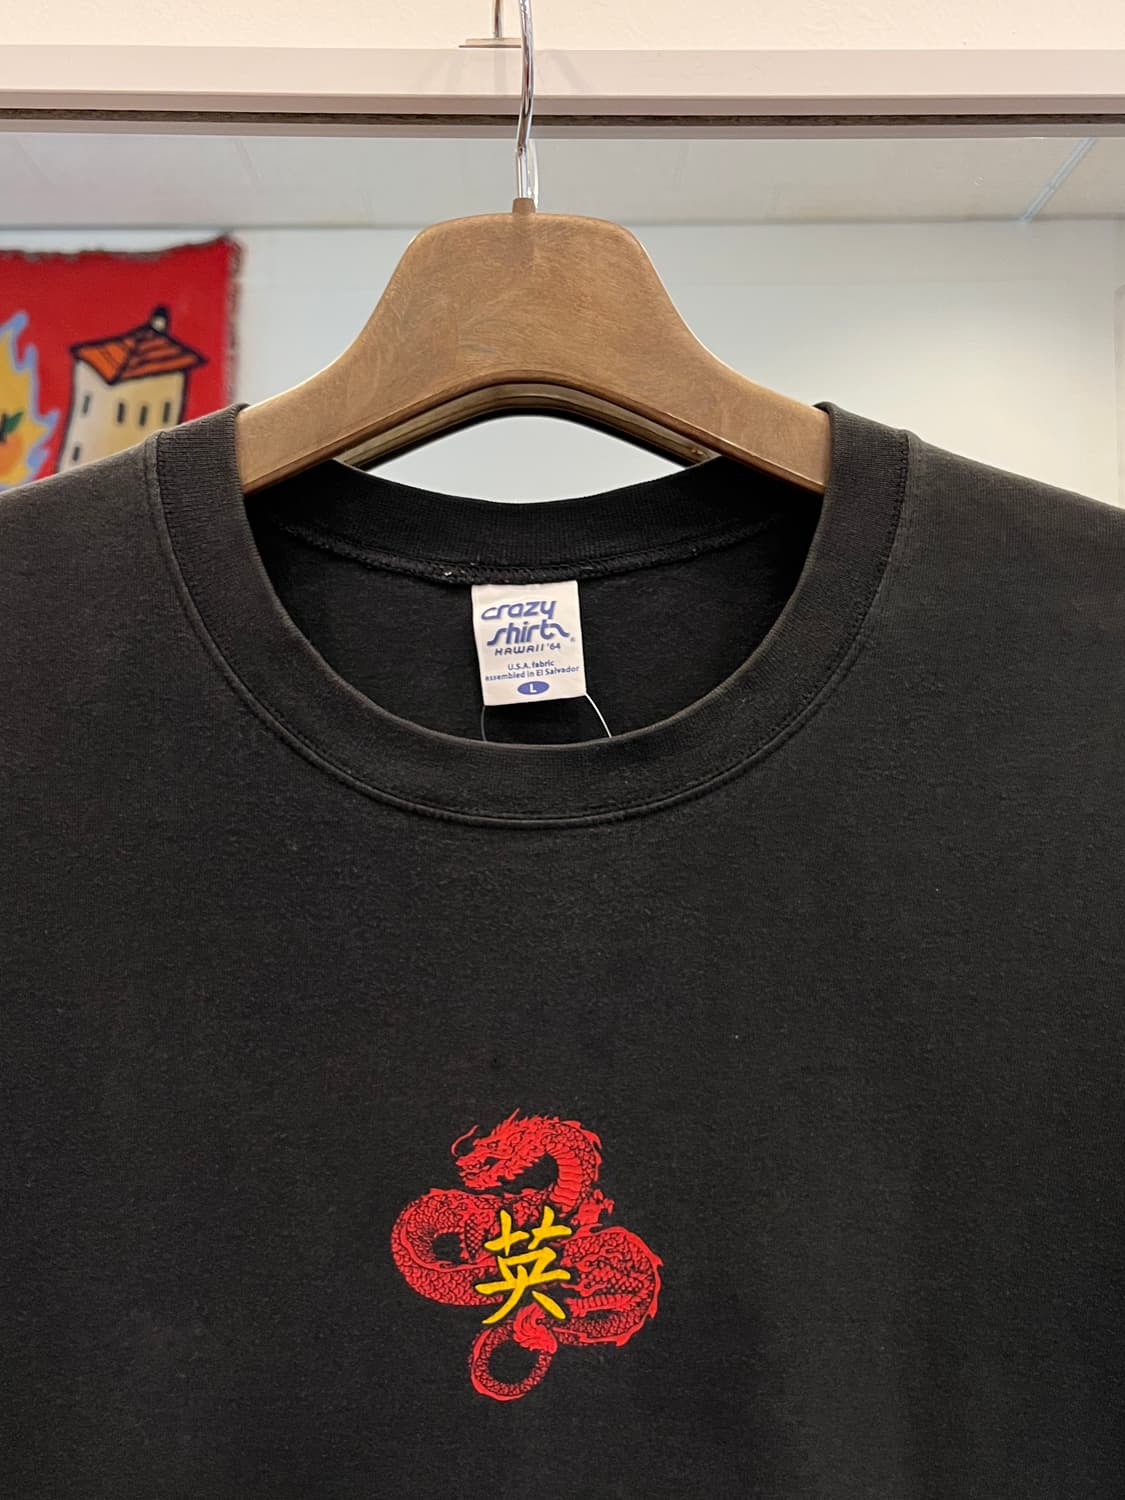 crazy
shirts®
HAWAII '64
U.S.A. fabric
assembled in El Salvador
L
英